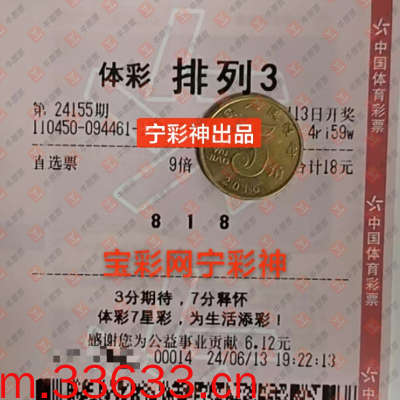 体彩 排列3
第 24155期 13日开奖
110450-094461- 4ri59w
宁彩神出品
自选票 9倍 合计18元
8 1 8
宝彩网宁彩神
3分期待，7分释怀
体彩7星彩，为生活添彩！
感谢您为公益事业贡献 6.12元
00014 24/06/13 19:22:13
m.33633.cn
中国体育彩票
中国体育彩票